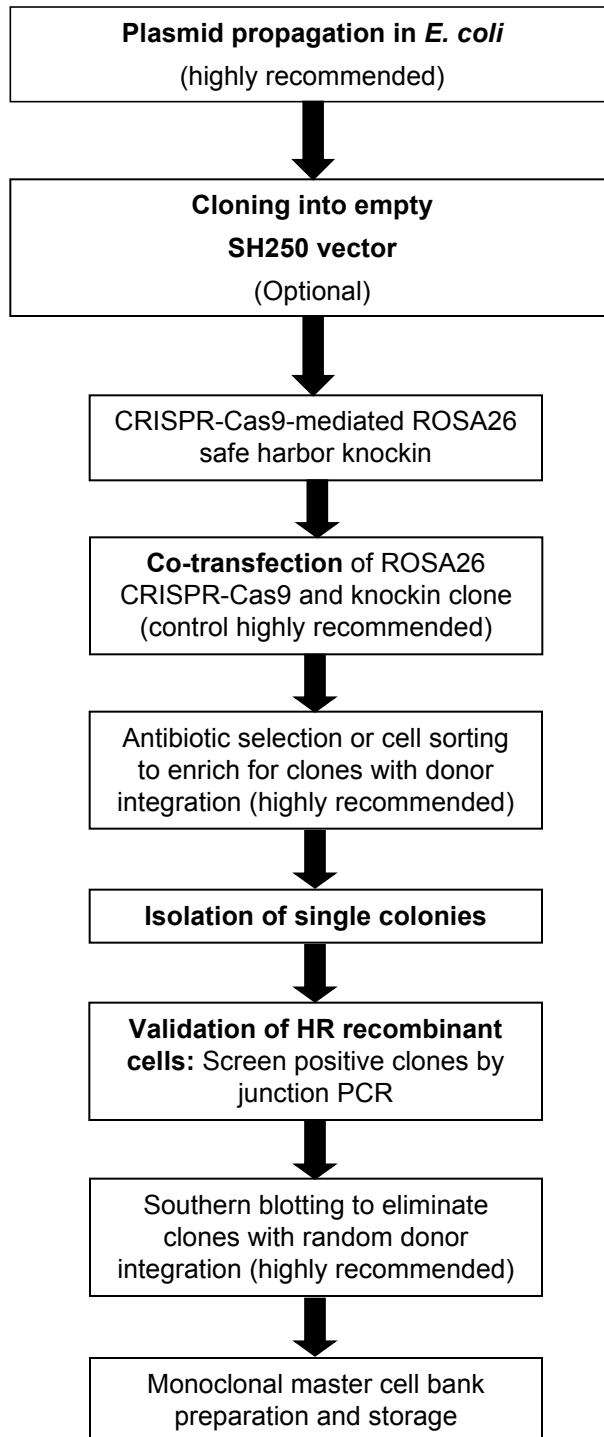 Plasmid propagation in E. coli
(highly recommended)
Cloning into empty
SH250 vector
(Optional)
CRISPR-Cas9-mediated ROSA26
safe harbor knockin
Co-transfection of ROSA26
CRISPR-Cas9 and knockin clone
(control highly recommended)
Antibiotic selection or cell sorting
to enrich for clones with donor
integration (highly recommended)
Isolation of single colonies
Validation of HR recombinant
cells: Screen positive clones by
junction PCR
Southern blotting to eliminate
clones with random donor
integration (highly recommended)
Monoclonal master cell bank
preparation and storage